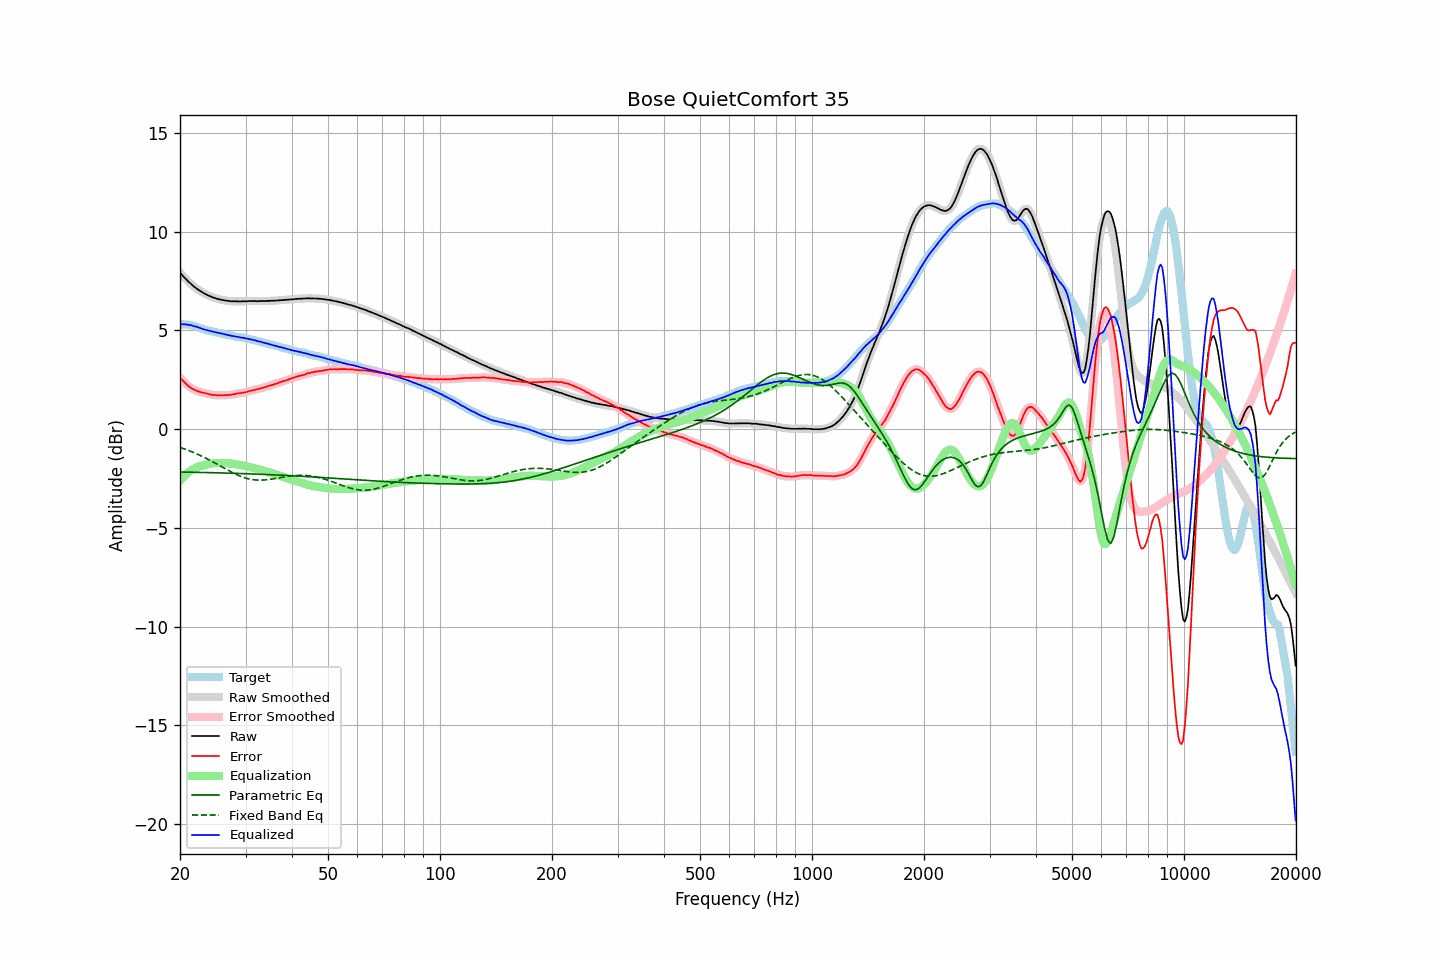 Bose QuietComfort 35
Amplitude (dBr)
15
10
5
0
−5
−10
−15
−20
Target
Raw Smoothed
Error Smoothed
Raw
Error
Equalization
Parametric Eq
Fixed Band Eq
Equalized
20 50 100 200 500 1000 2000 5000 10000 20000
Frequency (Hz)